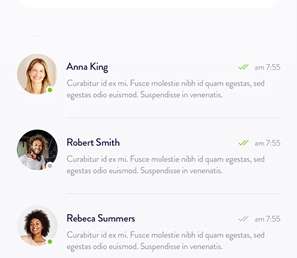 Anna King
am 7:55
Curabitur id ex mi. Fusce molestie nibh id quam egestas, sed
egestas odio euismod. Suspendisse in venenatis.
Robert Smith
am 7:55
Curabitur id ex mi. Fusce molestie nibh id quam egestas, sed
egestas odio euismod. Suspendisse in venenatis.
Rebeca Summers
am 7:55
Curabitur id ex mi. Fusce molestie nibh id quam egestas, sed
egestas odio euismod. Suspendisse in venenatis.